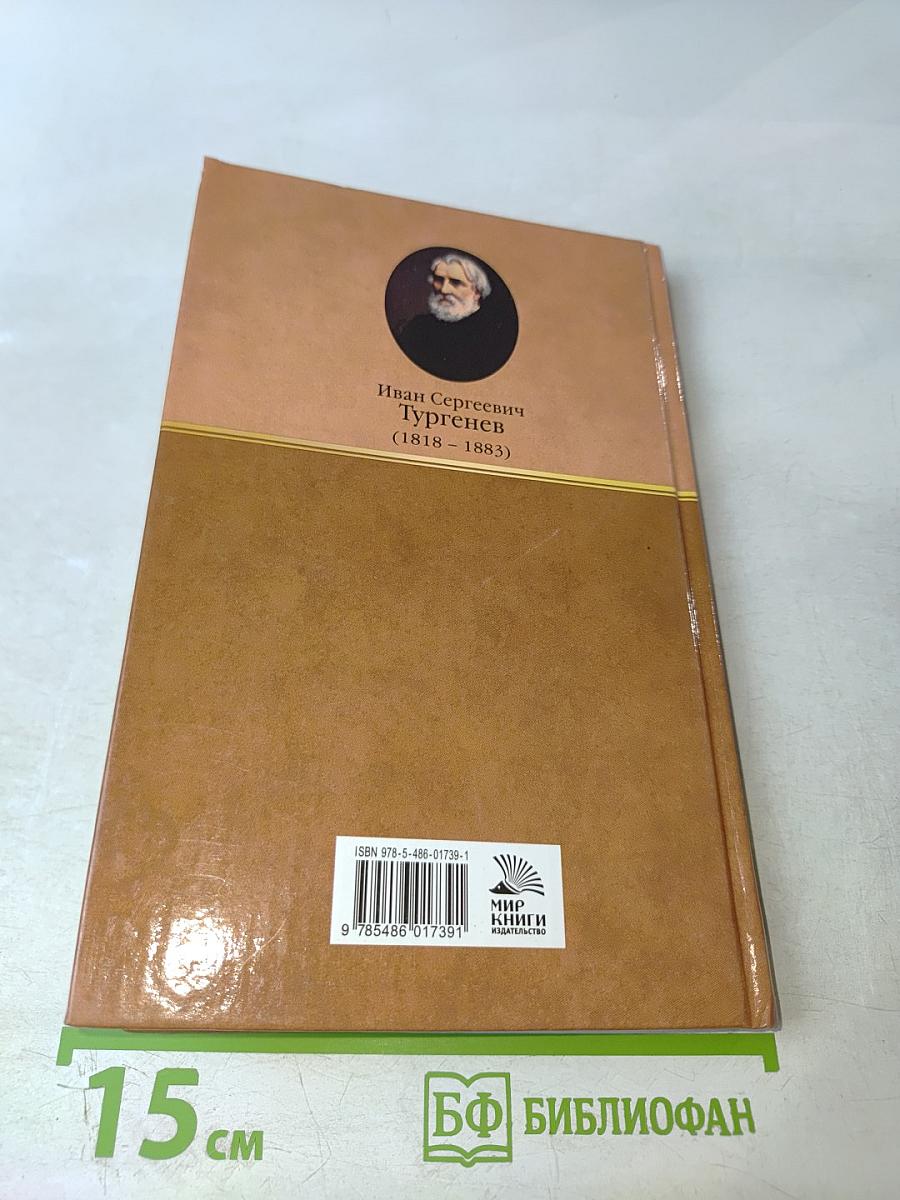 Иван Сергеевич
Тургенев
(1818 – 1883)
ISBN 978-5-486-01739-1
9 785486 017391
МИР
КНИГИ
ИЗДАТЕЛЬСТВО
15 см
БФ БИБЛИОФАН